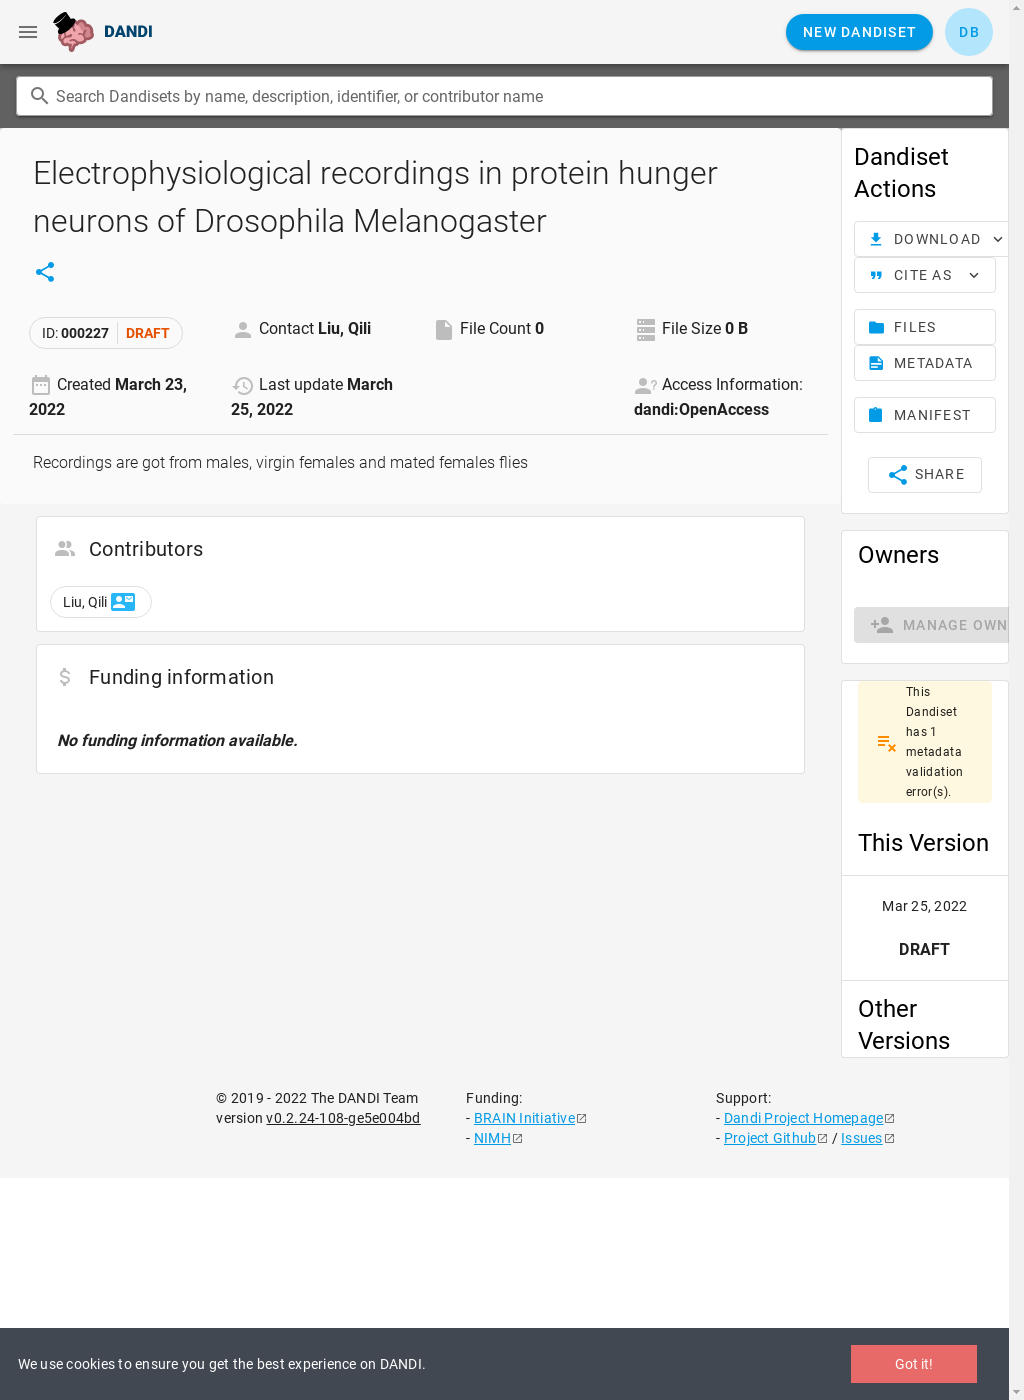 DANDI
NEW DANDISET
DB
Search Dandisets by name, description, identifier, or contributor name
Electrophysiological recordings in protein hunger
neurons of Drosophila Melanogaster
ID: 000227 DRAFT
Contact Liu, Qili
File Count 0
File Size 0 B
Created March 23,
2022
Last update March
25, 2022
Access Information:
dandi:OpenAccess
Recordings are got from males, virgin females and mated females flies
Contributors
Liu, Qili
Funding information
No funding information available.
Dandiset
Actions
DOWNLOAD
CITE AS
FILES
METADATA
MANIFEST
SHARE
Owners
MANAGE OWN
This
Dandiset
has 1
metadata
validation
error(s).
This Version
Mar 25, 2022
DRAFT
Other
Versions
© 2019 - 2022 The DANDI Team
version v0.2.24-108-ge5e004bd
Funding:
- BRAIN Initiative
- NIMH
Support:
- Dandi Project Homepage
- Project Github / Issues
We use cookies to ensure you get the best experience on DANDI.
Got it!